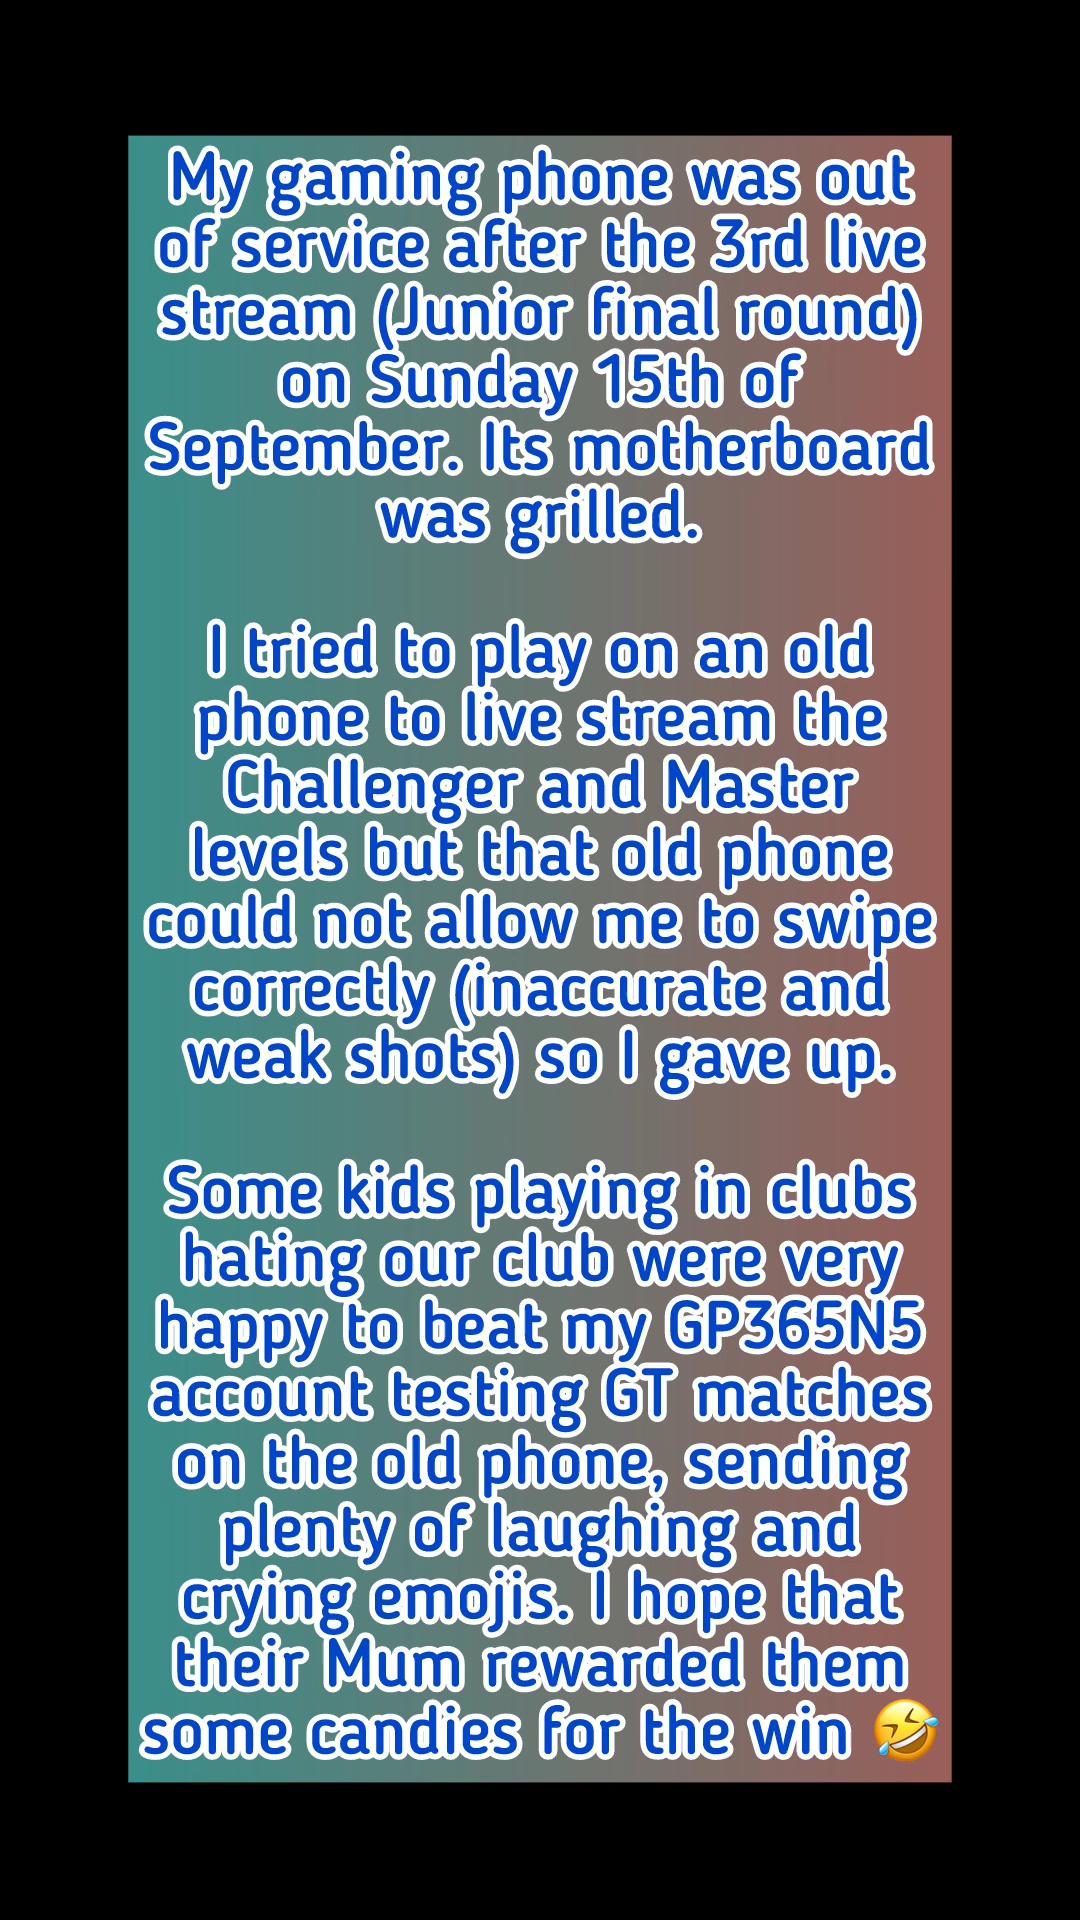 My gaming phone was out
of service after the 3rd live
stream (Junior final round)
on Sunday 15th of
September. Its motherboard
was grilled.
I tried to play on an old
phone to live stream the
Challenger and Master
levels but that old phone
could not allow me to swipe
correctly (inaccurate and
weak shots) so I gave up.
Some kids playing in clubs
hating our club were very
happy to beat my GP365N5
account testing GT matches
on the old phone, sending
plenty of laughing and
crying emojis. I hope that
their Mum rewarded them
some candies for the win 🤣